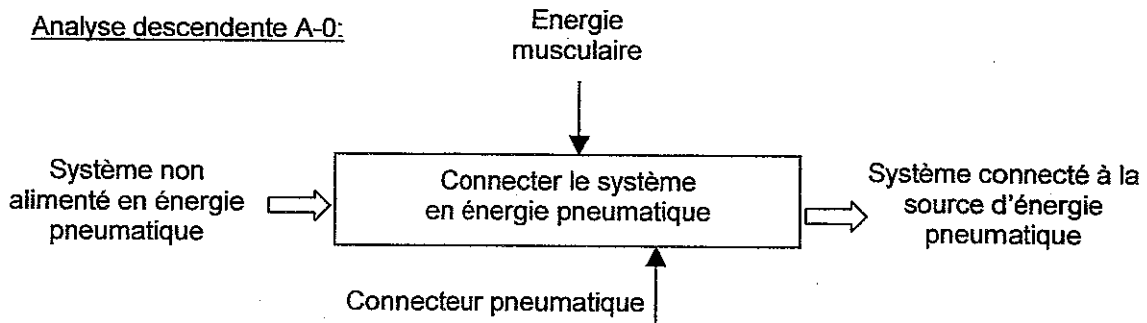 Analyse descendente A-0:
Energie
musculaire
Système non
alimenté en énergie
pneumatique
Connecter le système
en énergie pneumatique
Système connecté à la
source d'énergie
pneumatique
Connecteur pneumatique